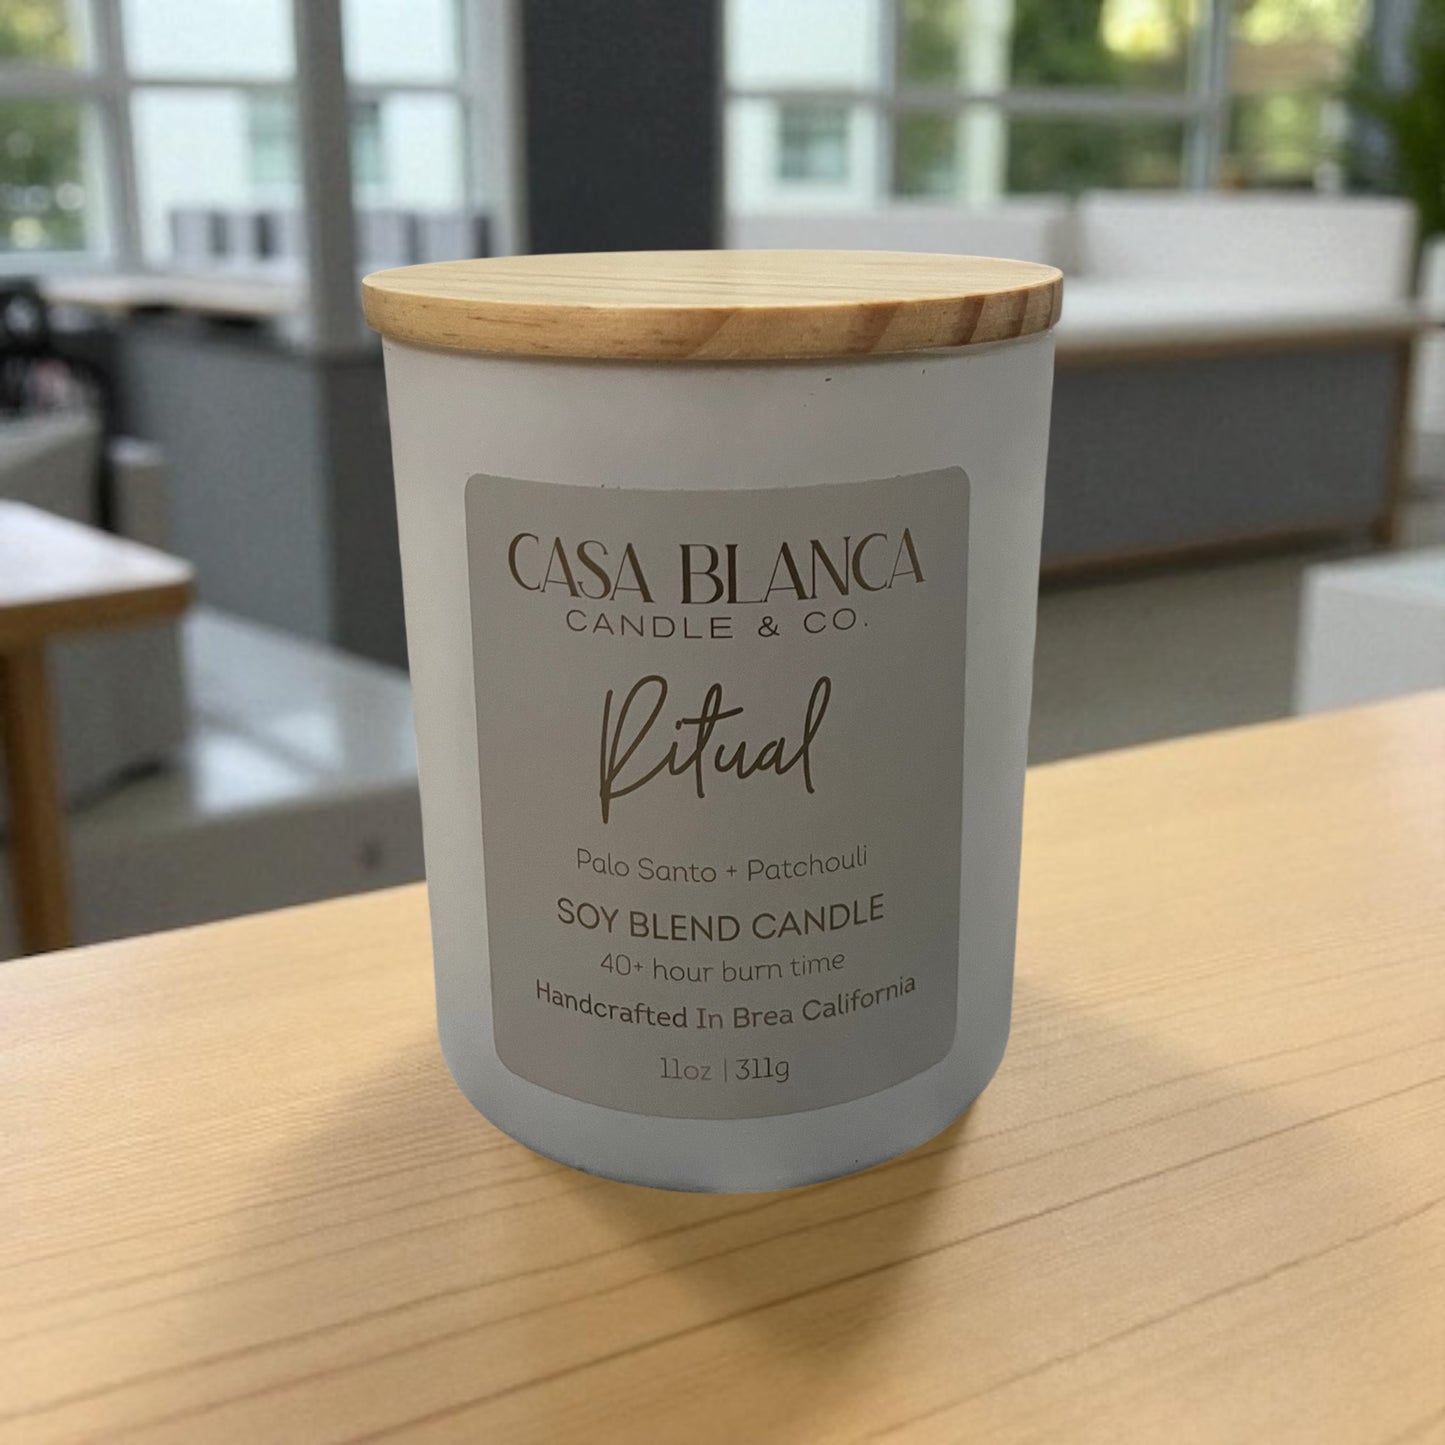 CASA BLANCA
CANDLE & CO.
Ritual
Palo Santo + Patchouli
SOY BLEND CANDLE
40+ hour burn time
Handcrafted In Brea California
11oz | 311g